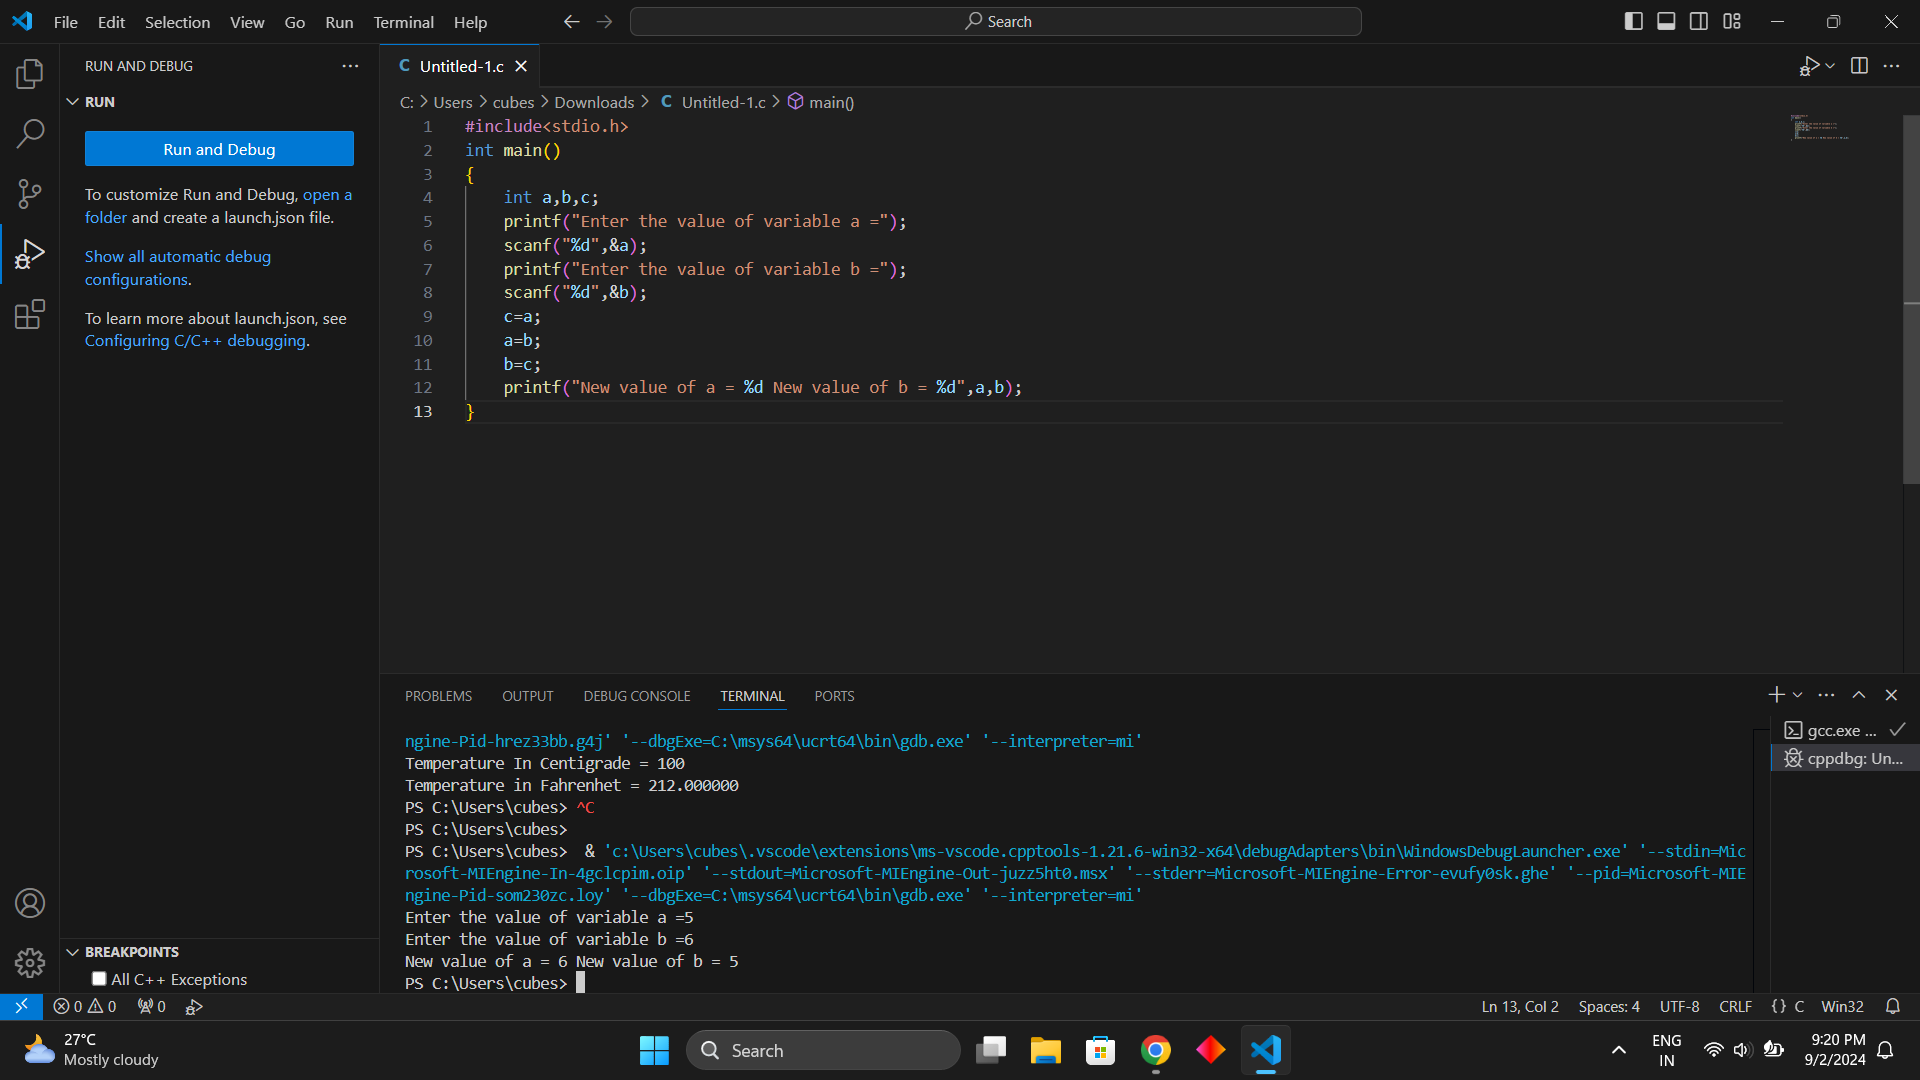 File Edit Selection View Go Run Terminal Help
Search
RUN AND DEBUG
RUN
Run and Debug
To customize Run and Debug, open a
folder and create a launch.json file.
Show all automatic debug
configurations.
To learn more about launch.json, see
Configuring C/C++ debugging.
BREAKPOINTS
All C++ Exceptions
C Untitled-1.c
C: > Users > cubes > Downloads > C Untitled-1.c > main()
1 #include<stdio.h>
2 int main()
3 {
4 int a,b,c;
5 printf("Enter the value of variable a =");
6 scanf("%d",&a);
7 printf("Enter the value of variable b =");
8 scanf("%d",&b);
9 c=a;
10 a=b;
11 b=c;
12 printf("New value of a = %d New value of b = %d",a,b);
13 }
PROBLEMS OUTPUT DEBUG CONSOLE TERMINAL PORTS
ngine-Pid-hrez33bb.g4j' '--dbgExe=C:\msys64\ucrt64\bin\gdb.exe' '--interpreter=mi'
Temperature In Centigrade = 100
Temperature in Fahrenhet = 212.000000
PS C:\Users\cubes> ^C
PS C:\Users\cubes>
PS C:\Users\cubes> & 'c:\Users\cubes\.vscode\extensions\ms-vscode.cpptools-1.21.6-win32-x64\debugAdapters\bin\WindowsDebugLauncher.exe' '--stdin=Mic
rosoft-MIEngine-In-4gclcpim.oip' '--stdout=Microsoft-MIEngine-Out-juzz5ht0.msx' '--stderr=Microsoft-MIEngine-Error-evufy0sk.ghe' '--pid=Microsoft-MIE
ngine-Pid-som230zc.loy' '--dbgExe=C:\msys64\ucrt64\bin\gdb.exe' '--interpreter=mi'
Enter the value of variable a =5
Enter the value of variable b =6
New value of a = 6 New value of b = 5
PS C:\Users\cubes>
gcc.exe ...
cppdbg: Un...
0 0 0
Ln 13, Col 2 Spaces: 4 UTF-8 CRLF {} C Win32
27°C
Mostly cloudy
Search
ENG
IN
9:20 PM
9/2/2024